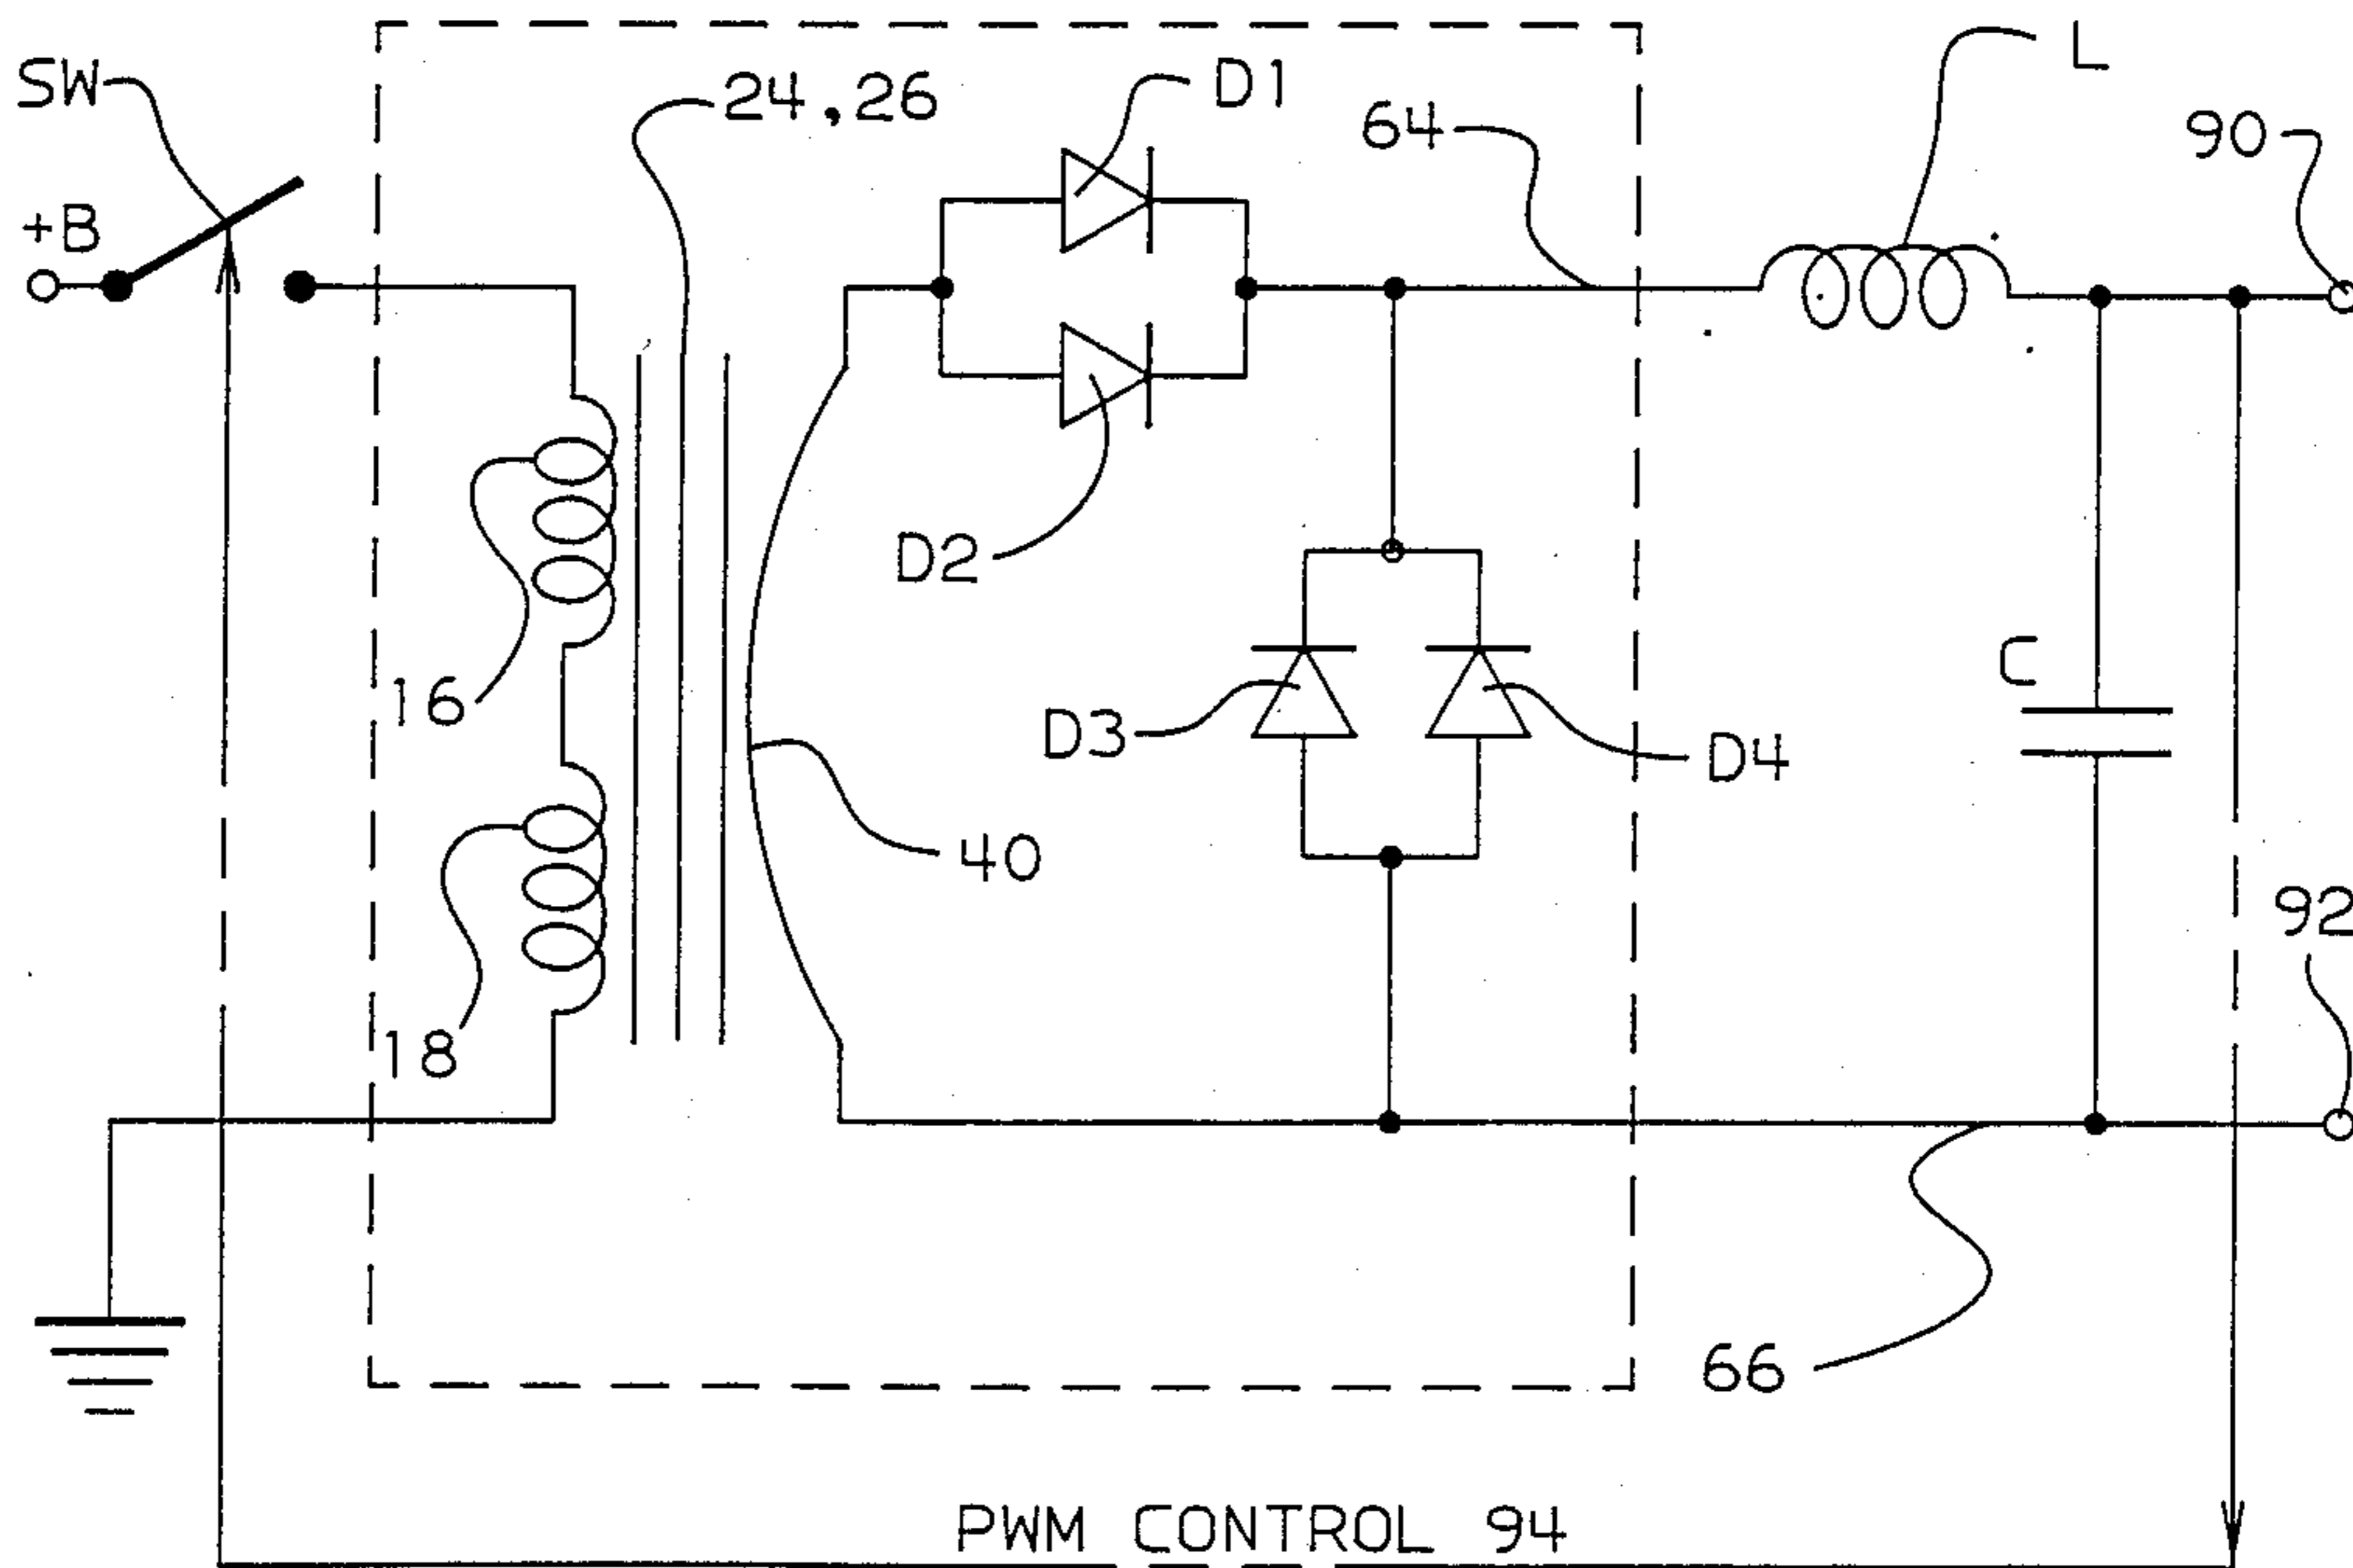 SW
24,26
D1
L
64
90
+B
D2
C
16
D3
D4
40
92
18
66
PWM CONTROL 94